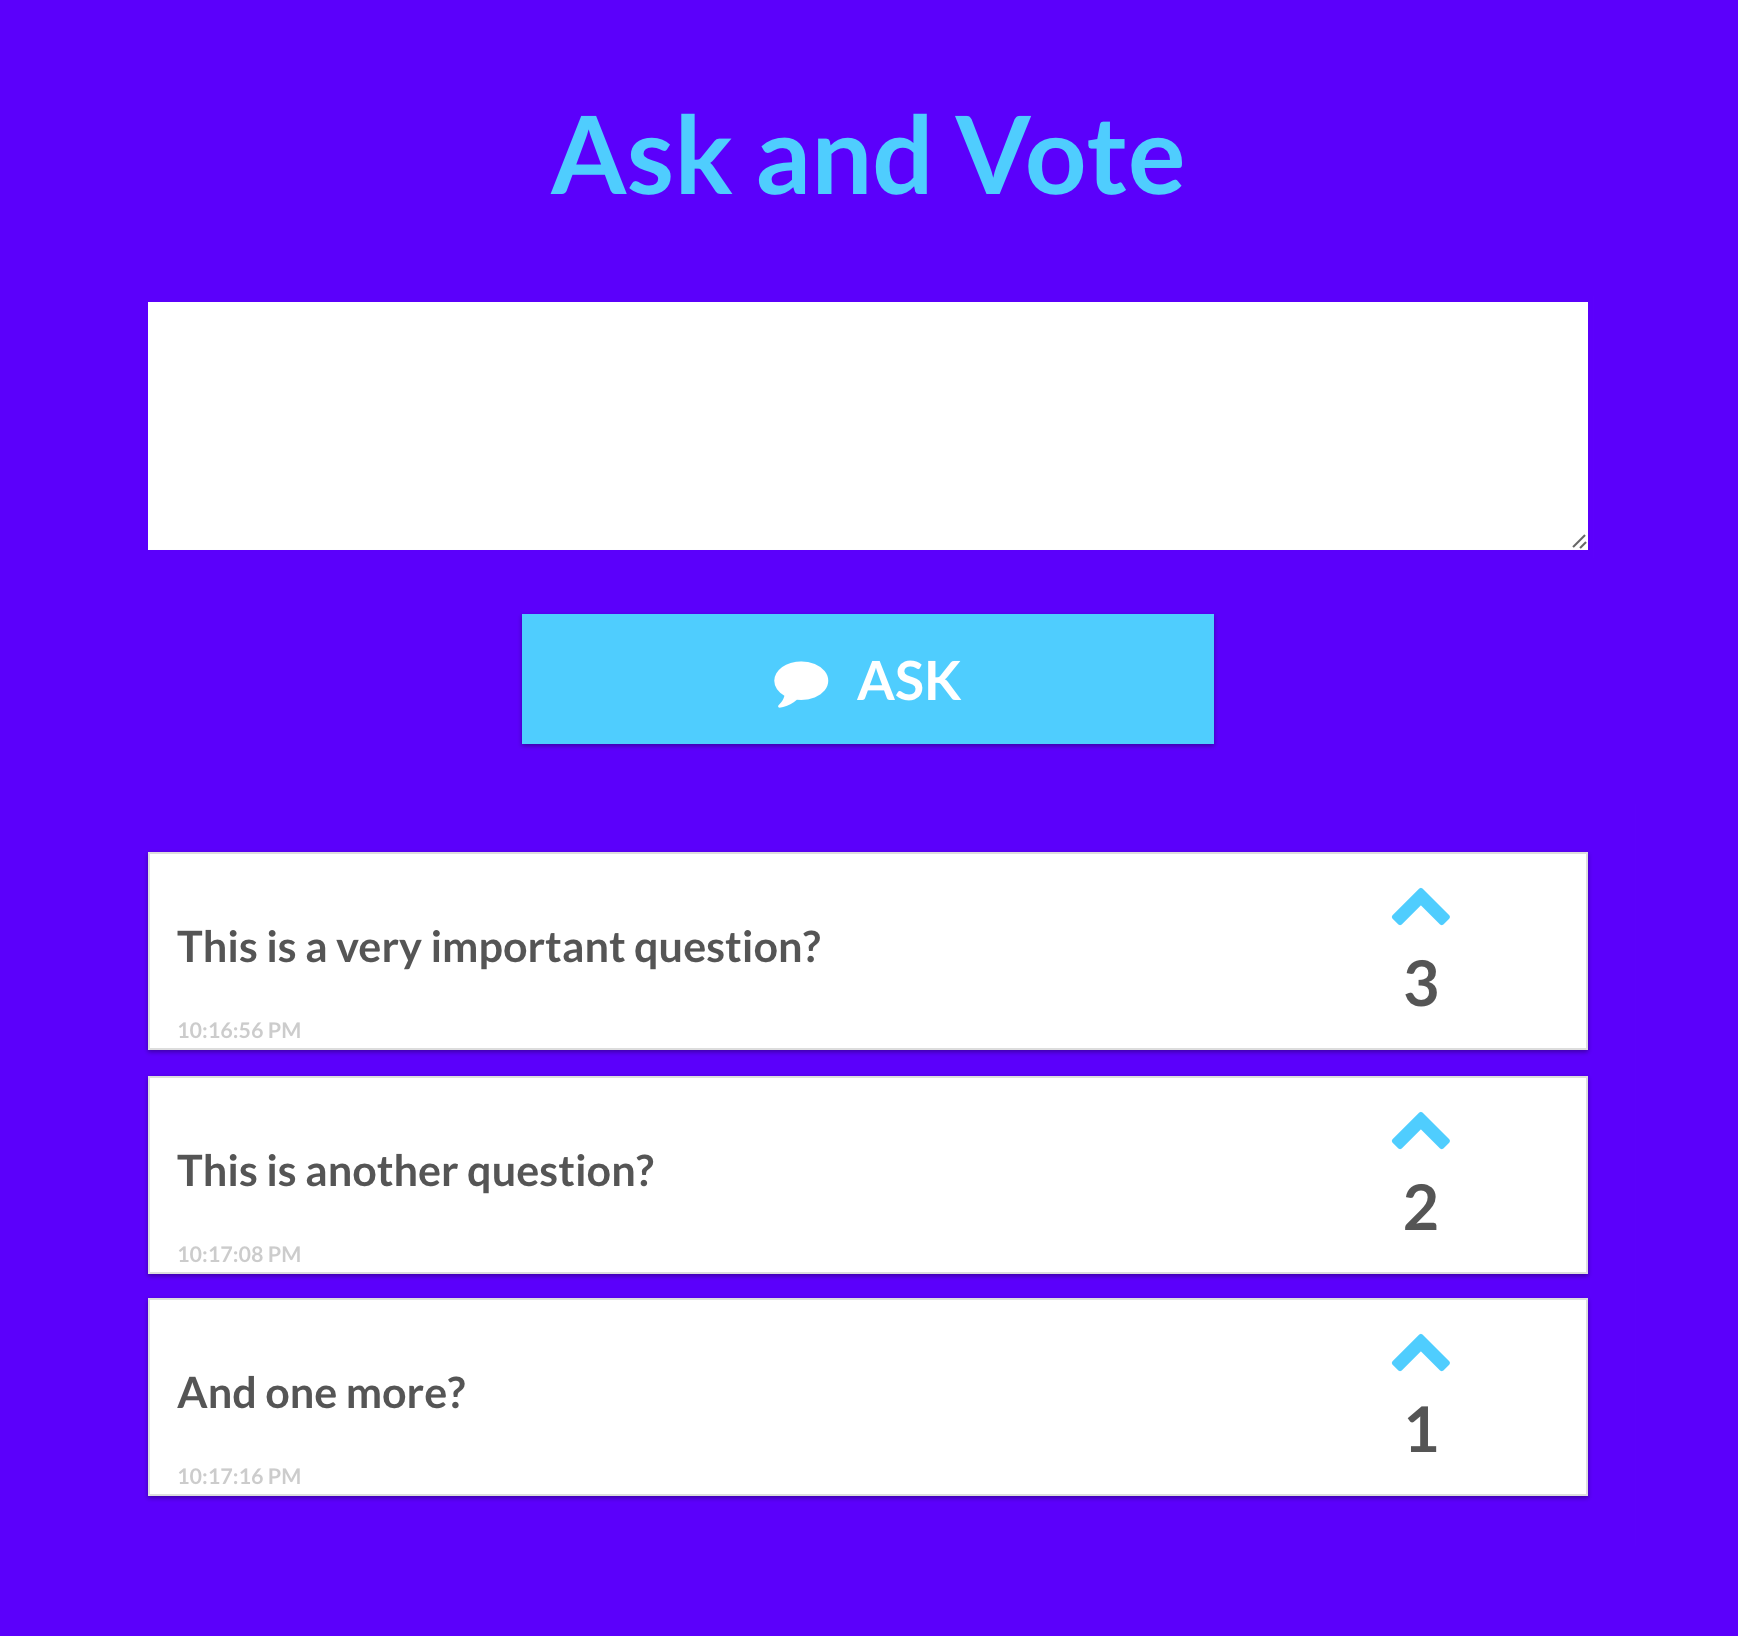 Ask and Vote
ASK
This is a very important question?
3
10:16:56 PM
This is another question?
2
10:17:08 PM
And one more?
1
10:17:16 PM